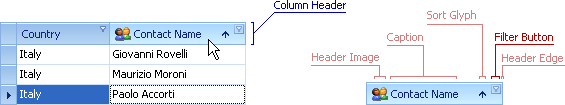 Column Header
Country
Contact Name
Italy
Giovanni Rovelli
Italy
Maurizio Moroni
Italy
Paolo Accorti
Sort Glyph
Caption
Filter Button
Header Image
Header Edge
Contact Name